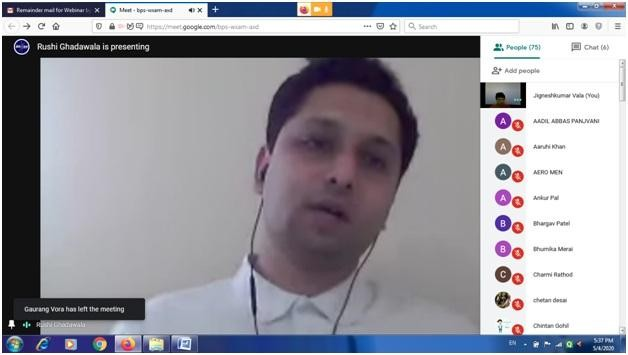 Remainder mail for Webinar b
Meet - bps-wxam-axd
https://meet.google.com/bps-wxam-axd
Search
Rushi Ghadawala is presenting
People (75)
Chat (6)
Add people
Jigneshkumar Vala (You)
A AADIL ABBAS PANJVANI
A Aaruhi Khan
A AERO MEN
A Ankur Pal
B Bhargav Patel
B Bhumika Merai
C Charmi Rathod
chetan desai
Chintan Gohil
Gaurang Vora has left the meeting
Rushi Ghadawala
EN
5:37 PM
5/4/2020